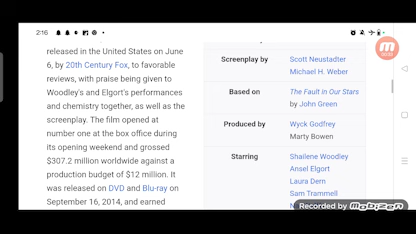 2:16
released in the United States on June
6, by 20th Century Fox, to favorable
reviews, with praise being given to
Woodley's and Elgort's performances
and chemistry together, as well as the
screenplay. The film opened at
number one at the box office during
its opening weekend and grossed
$307.2 million worldwide against a
production budget of $12 million. It
was released on DVD and Blu-ray on
September 16, 2014, and earned
Screenplay by Scott Neustadter
Michael H. Weber
Based on The Fault In Our Stars
by John Green
Produced by Wyck Godfrey
Marty Bowen
Starring Shailene Woodley
Ansel Elgort
Laura Dern
Sam Trammell
Recorded by Mobizen